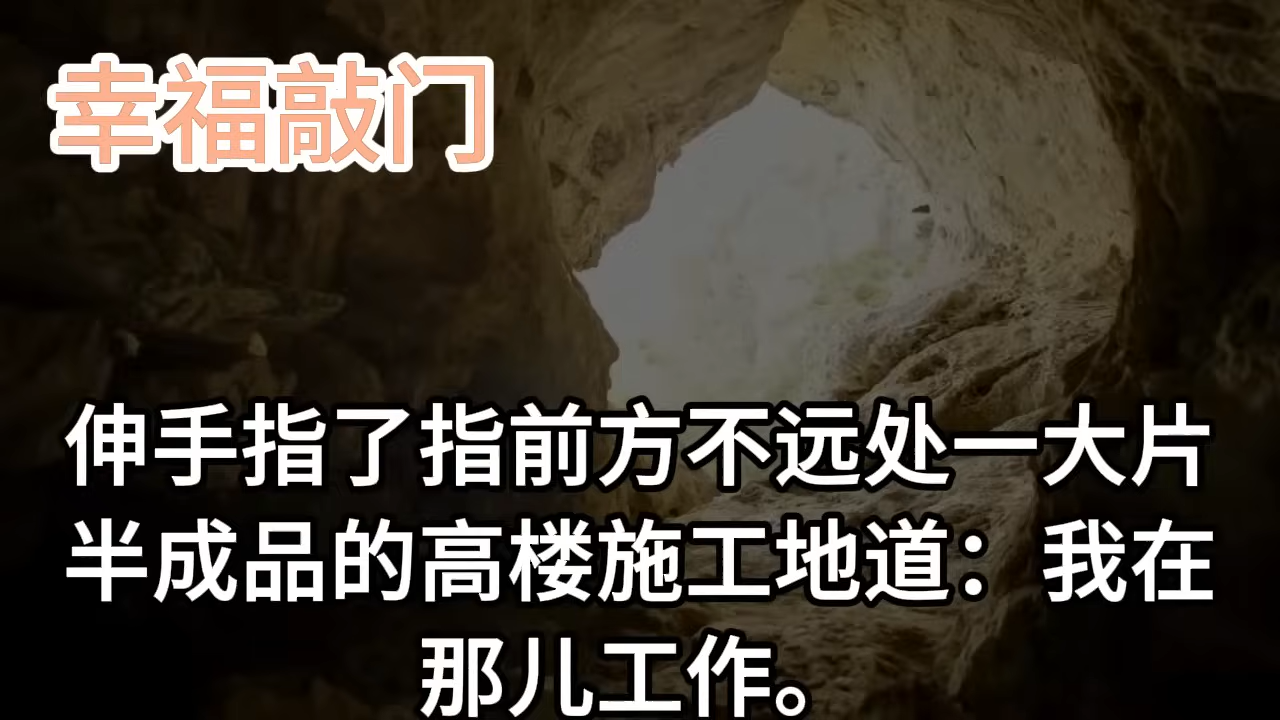 幸福敲门
伸手指了指前方不远处一大片
半成品的高楼施工地道：我在
那儿工作。